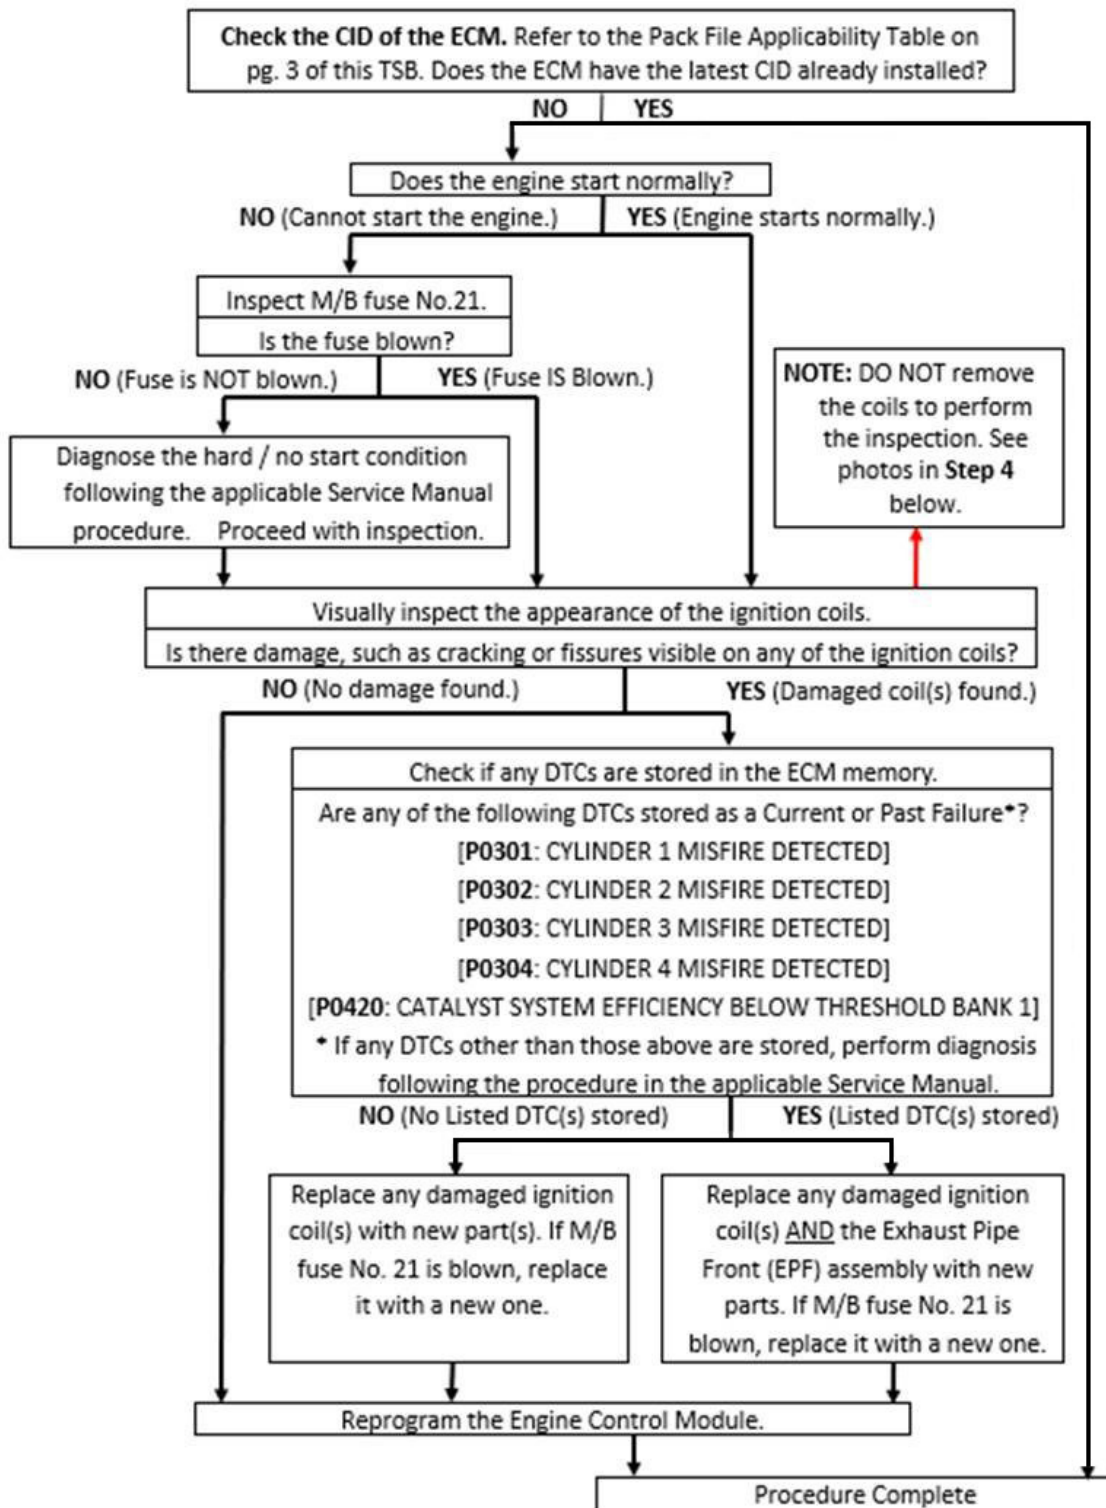 Check the CID of the ECM. Refer to the Pack File Applicability Table on
pg. 3 of this TSB. Does the ECM have the latest CID already installed?
NO YES
Does the engine start normally?
NO (Cannot start the engine.) YES (Engine starts normally.)
Inspect M/B fuse No.21.
Is the fuse blown?
NO (Fuse is NOT blown.) YES (Fuse IS Blown.)
NOTE: DO NOT remove
the coils to perform
the inspection. See
photos in Step 4
below.
Diagnose the hard / no start condition
following the applicable Service Manual
procedure. Proceed with inspection.
Visually inspect the appearance of the ignition coils.
Is there damage, such as cracking or fissures visible on any of the ignition coils?
NO (No damage found.) YES (Damaged coil(s) found.)
Check if any DTCs are stored in the ECM memory.
Are any of the following DTCs stored as a Current or Past Failure*?
[P0301: CYLINDER 1 MISFIRE DETECTED]
[P0302: CYLINDER 2 MISFIRE DETECTED]
[P0303: CYLINDER 3 MISFIRE DETECTED]
[P0304: CYLINDER 4 MISFIRE DETECTED]
[P0420: CATALYST SYSTEM EFFICIENCY BELOW THRESHOLD BANK 1]
* If any DTCs other than those above are stored, perform diagnosis
following the procedure in the applicable Service Manual.
NO (No Listed DTC(s) stored) YES (Listed DTC(s) stored)
Replace any damaged ignition
coil(s) with new part(s). If M/B
fuse No. 21 is blown, replace
it with a new one.
Replace any damaged ignition
coil(s) AND the Exhaust Pipe
Front (EPF) assembly with new
parts. If M/B fuse No. 21 is
blown, replace it with a new one.
Reprogram the Engine Control Module.
Procedure Complete